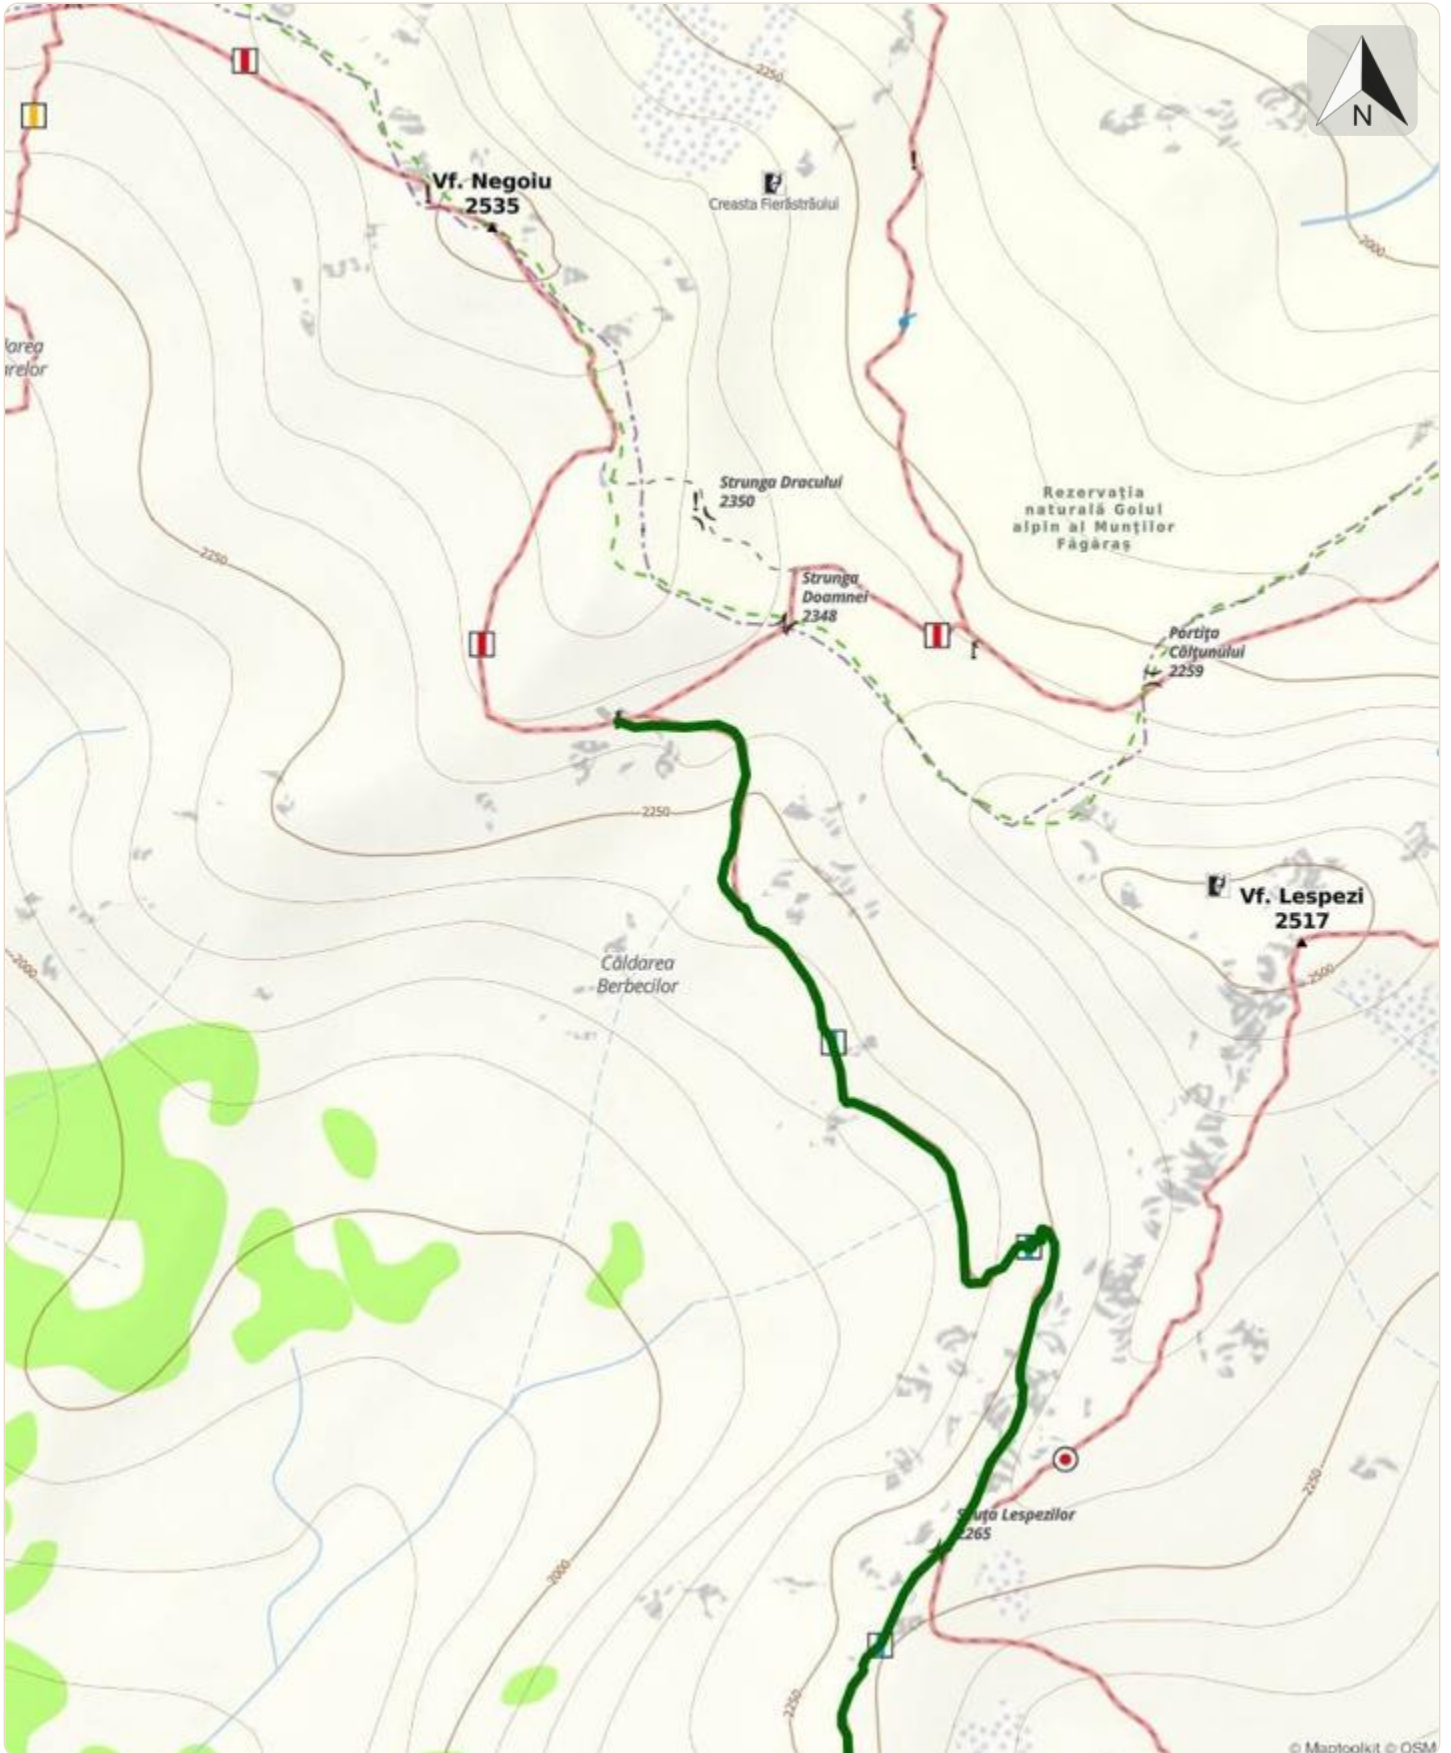 N
2250
Vf. Negoiu
2535
Creasta Fierăstrăului
2000
Strunga Dracului
2350
Rezervația
naturală Golul
alpin al Munților
Făgăraș
2250
Strunga
Doamnei
2348
Portița
Călțunului
2259
2250
Vf. Lespezi
2517
Căldarea
Berbecilor
2000
2500
2250
Lespezilor
2000
2250
© Maptoolkit © OSM